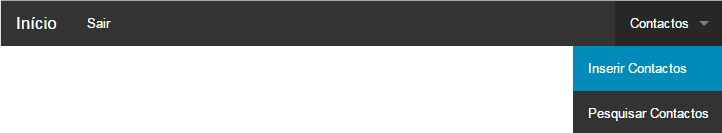 Início Sair Contactos
Inserir Contactos
Pesquisar Contactos